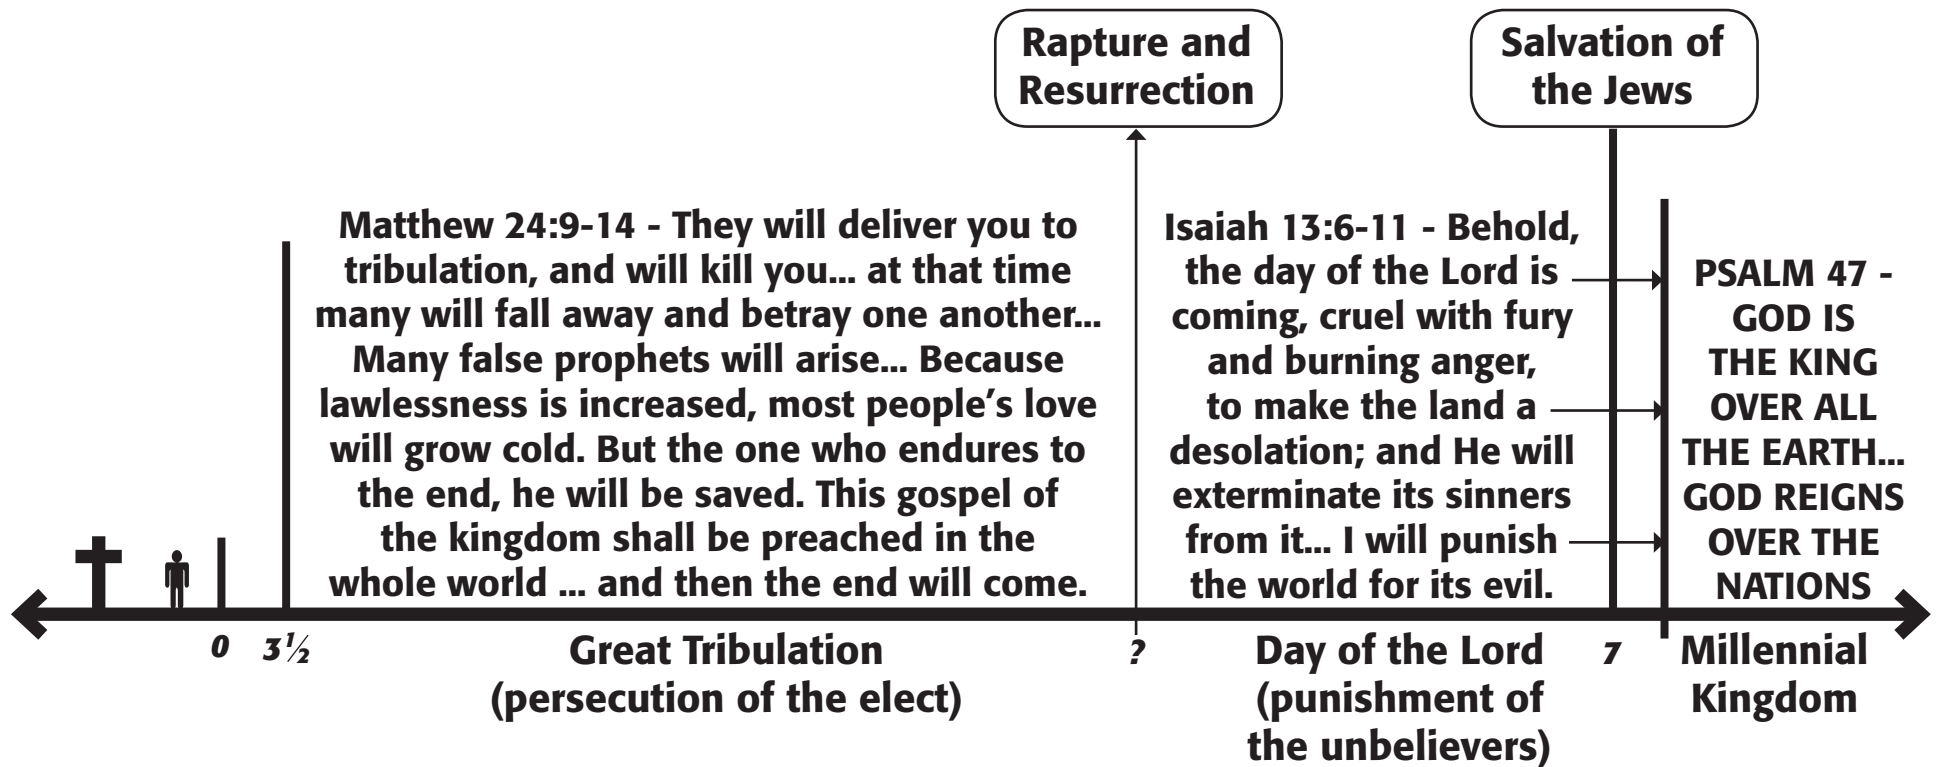 Rapture and
Resurrection
Salvation of
the Jews
Matthew 24:9-14 - They will deliver you to
tribulation, and will kill you... at that time
many will fall away and betray one another...
Many false prophets will arise... Because
lawlessness is increased, most people’s love
will grow cold. But the one who endures to
the end, he will be saved. This gospel of
the kingdom shall be preached in the
whole world ... and then the end will come.
Isaiah 13:6-11 - Behold,
the day of the Lord is
coming, cruel with fury
and burning anger,
to make the land a
desolation; and He will
exterminate its sinners
from it... I will punish
the world for its evil.
PSALM 47 -
GOD IS
THE KING
OVER ALL
THE EARTH...
GOD REIGNS
OVER THE
NATIONS
0
3½
Great Tribulation
(persecution of the elect)
?
Day of the Lord
(punishment of
the unbelievers)
7
Millennial
Kingdom